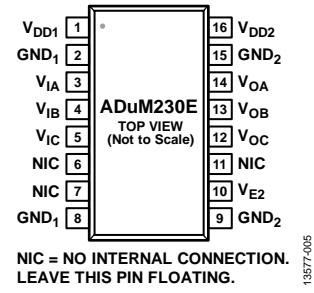 VDD1 1 16 VDD2
GND1 2 15 GND2
VIA 3 14 VOA
VIB 4 ADuM230E 13 VOB
TOP VIEW
VIC 5 (Not to Scale) 12 VOC
NIC 6 11 NIC
NIC 7 10 VE2
GND1 8 9 GND2
NIC = NO INTERNAL CONNECTION.
LEAVE THIS PIN FLOATING.
13577-005